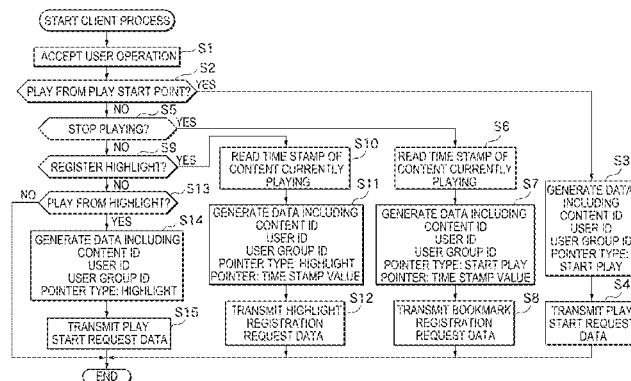 START CLIENT PROCESS
S1
ACCEPT USER OPERATION
S2
PLAY FROM PLAY START POINT?
YES
NO
S5
STOP PLAYING?
YES
NO
S9
REGISTER HIGHLIGHT?
YES
NO
S13
NO
PLAY FROM HIGHLIGHT?
YES
S14
GENERATE DATA INCLUDING
CONTENT ID
USER ID
USER GROUP ID
POINTER TYPE: HIGHLIGHT
S15
TRANSMIT PLAY
START REQUEST DATA
END
S10
READ TIME STAMP OF
CONTENT CURRENTLY
PLAYING
S11
GENERATE DATA INCLUDING
CONTENT ID
USER ID
USER GROUP ID
POINTER TYPE: HIGHLIGHT
POINTER: TIME STAMP VALUE
S12
TRANSMIT HIGHLIGHT
REGISTRATION
REQUEST DATA
S6
READ TIME STAMP OF
CONTENT CURRENTLY
PLAYING
S7
GENERATE DATA INCLUDING
CONTENT ID
USER ID
USER GROUP ID
POINTER TYPE: START PLAY
POINTER: TIME STAMP VALUE
S8
TRANSMIT BOOKMARK
REGISTRATION
REQUEST DATA
S3
GENERATE DATA
INCLUDING
CONTENT ID
USER ID
USER GROUP ID
POINTER TYPE:
START PLAY
S4
TRANSMIT PLAY
START REQUEST
DATA